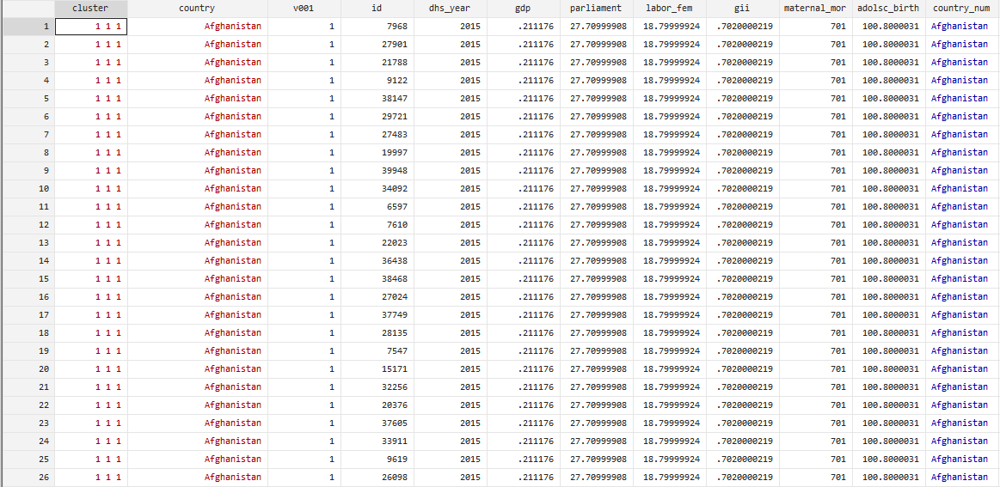 cluster country v001 id dhs_year gdp parliament labor_fem gii maternal_mor adolsc_birth country_num
1 1 1 1 Afghanistan 1 7968 2015 .211176 27.70999908 18.79999924 .7020000219 701 100.8000031 Afghanistan
2 1 1 1 Afghanistan 1 27901 2015 .211176 27.70999908 18.79999924 .7020000219 701 100.8000031 Afghanistan
3 1 1 1 Afghanistan 1 21788 2015 .211176 27.70999908 18.79999924 .7020000219 701 100.8000031 Afghanistan
4 1 1 1 Afghanistan 1 9122 2015 .211176 27.70999908 18.79999924 .7020000219 701 100.8000031 Afghanistan
5 1 1 1 Afghanistan 1 38147 2015 .211176 27.70999908 18.79999924 .7020000219 701 100.8000031 Afghanistan
6 1 1 1 Afghanistan 1 29721 2015 .211176 27.70999908 18.79999924 .7020000219 701 100.8000031 Afghanistan
7 1 1 1 Afghanistan 1 27483 2015 .211176 27.70999908 18.79999924 .7020000219 701 100.8000031 Afghanistan
8 1 1 1 Afghanistan 1 19997 2015 .211176 27.70999908 18.79999924 .7020000219 701 100.8000031 Afghanistan
9 1 1 1 Afghanistan 1 39948 2015 .211176 27.70999908 18.79999924 .7020000219 701 100.8000031 Afghanistan
10 1 1 1 Afghanistan 1 34092 2015 .211176 27.70999908 18.79999924 .7020000219 701 100.8000031 Afghanistan
11 1 1 1 Afghanistan 1 6597 2015 .211176 27.70999908 18.79999924 .7020000219 701 100.8000031 Afghanistan
12 1 1 1 Afghanistan 1 7610 2015 .211176 27.70999908 18.79999924 .7020000219 701 100.8000031 Afghanistan
13 1 1 1 Afghanistan 1 22023 2015 .211176 27.70999908 18.79999924 .7020000219 701 100.8000031 Afghanistan
14 1 1 1 Afghanistan 1 36438 2015 .211176 27.70999908 18.79999924 .7020000219 701 100.8000031 Afghanistan
15 1 1 1 Afghanistan 1 38468 2015 .211176 27.70999908 18.79999924 .7020000219 701 100.8000031 Afghanistan
16 1 1 1 Afghanistan 1 27024 2015 .211176 27.70999908 18.79999924 .7020000219 701 100.8000031 Afghanistan
17 1 1 1 Afghanistan 1 37749 2015 .211176 27.70999908 18.79999924 .7020000219 701 100.8000031 Afghanistan
18 1 1 1 Afghanistan 1 28135 2015 .211176 27.70999908 18.79999924 .7020000219 701 100.8000031 Afghanistan
19 1 1 1 Afghanistan 1 7547 2015 .211176 27.70999908 18.79999924 .7020000219 701 100.8000031 Afghanistan
20 1 1 1 Afghanistan 1 15171 2015 .211176 27.70999908 18.79999924 .7020000219 701 100.8000031 Afghanistan
21 1 1 1 Afghanistan 1 32256 2015 .211176 27.70999908 18.79999924 .7020000219 701 100.8000031 Afghanistan
22 1 1 1 Afghanistan 1 20376 2015 .211176 27.70999908 18.79999924 .7020000219 701 100.8000031 Afghanistan
23 1 1 1 Afghanistan 1 37605 2015 .211176 27.70999908 18.79999924 .7020000219 701 100.8000031 Afghanistan
24 1 1 1 Afghanistan 1 33911 2015 .211176 27.70999908 18.79999924 .7020000219 701 100.8000031 Afghanistan
25 1 1 1 Afghanistan 1 9619 2015 .211176 27.70999908 18.79999924 .7020000219 701 100.8000031 Afghanistan
26 1 1 1 Afghanistan 1 26098 2015 .211176 27.70999908 18.79999924 .7020000219 701 100.8000031 Afghanistan